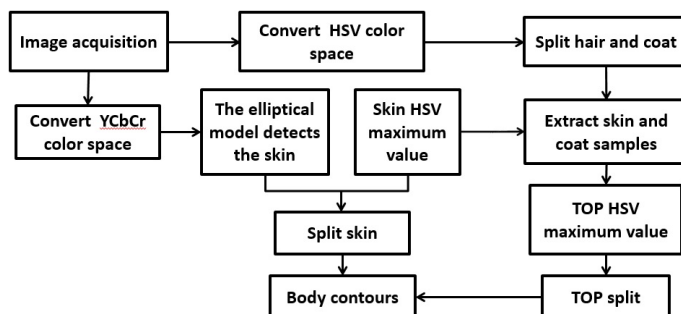 Image acquisition
Convert HSV color
space
Split hair and coat
Convert YCbCr
color space
The elliptical
model detects
the skin
Skin HSV
maximum
value
Extract skin and
coat samples
Split skin
TOP HSV
maximum value
Body contours
TOP split